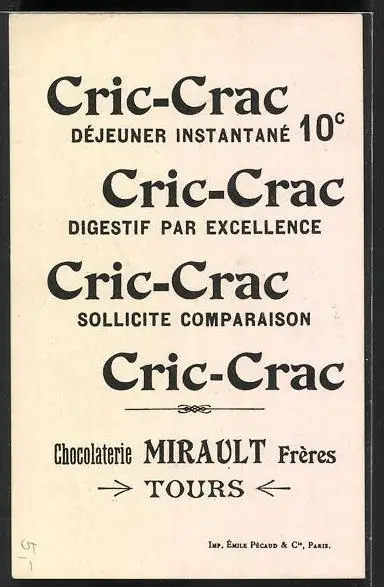 Cric-Crac
DÉJEUNER INSTANTANÉ 10c
Cric-Crac
DIGESTIF PAR EXCELLENCE
Cric-Crac
SOLLICITE COMPARAISON
Cric-Crac
Chocolaterie MIRAULT Frères
TOURS
IMP. ÉMILE PÉCAUD & Cie, PARIS.